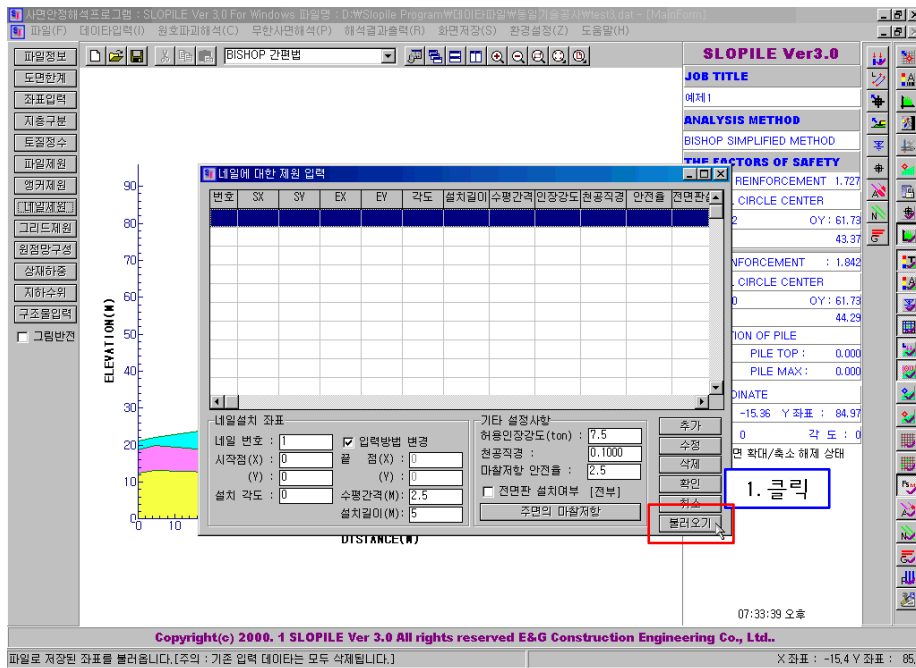 사면안정해석프로그램 : SLOPILE Ver 3,0 For Windows 파일명 : D:₩Slopile Program₩데이타파일₩동일기술공사₩test3,dat - [MainForm]
파일(F) 데이타입력(I) 원호파괴해석(C) 무한사면해석(P) 해석결과출력(R) 화면저장(S) 환경설정(Z) 도움말(H)
파일정보
도면한계
좌표입력
지층구분
토질정수
파일제원
앵커제원
네일제원
그리드제원
원점망구성
상재하중
지하수위
구조물입력
그림반전
BISHOP 간편법
SLOPILE Ver3.0
JOB TITLE
예제1
ANALYSIS METHOD
BISHOP SIMPLIFIED METHOD
THE FACTORS OF SAFETY
REINFORCEMENT 1.727
CIRCLE CENTER
2 OY : 61.73
43.37
NFORCEMENT : 1.842
CIRCLE CENTER
0 OY : 61.73
44.29
ION OF PILE
PILE TOP : 0.000
PILE MAX : 0.000
DINATE
-15.36 Y 좌표 : 84.97
0 각 도 : 0
면 확대/축소 해제 상태
07:33:39 오후
ELEVATION(M)
90
80
70
60
50
40
30
20
10
0
0 10
DISTANCE(M)
네일에 대한 제원 입력
번호 SX SY EX EY 각도 설치길이 수평간격 인장강도 천공직경 안전율 전면판
네일설치 좌표
네일 번호 : 1 입력방법 변경
시작점(X) : 0 끝 점(X) : 0
(Y) : 0 (Y) : 0
설치 각도 : 0 수평간격(M): 2.5
설치길이(M): 5
기타 설정사항
허용인장강도(ton) : 7.5
천공직경 : 0.1000
마찰저항 안전율 : 2.5
전면판 설치여부 [전부]
주면의 마찰저항
추가
수정
삭제
확인
취소
불러오기
1. 클릭
Copyright(c) 2000. 1 SLOPILE Ver 3.0 All rights reserved E&G Construction Engineering Co., Ltd..
파일로 저장된 좌표를 불러옵니다.[주의 : 기존 입력 데이타는 모두 삭제됩니다.]
X 좌표 : -15,4 Y 좌표 : 85,